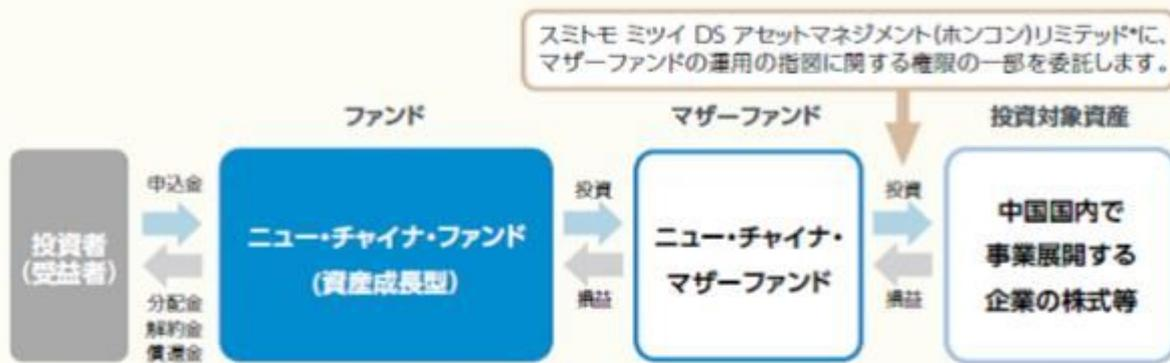 スミトモ ミツイ DS アセットマネジメント(ホンコン)リミテッド*に、
マザーファンドの運用の指図に関する権限の一部を委託します。
ファンド
マザーファンド
投資対象資産
投資者
(受益者)
申込金
分配金
解約金
償還金
ニュー・チャイナ・ファンド
(資産成長型)
投資
損益
ニュー・チャイナ・
マザーファンド
投資
損益
中国国内で
事業展開する
企業の株式等